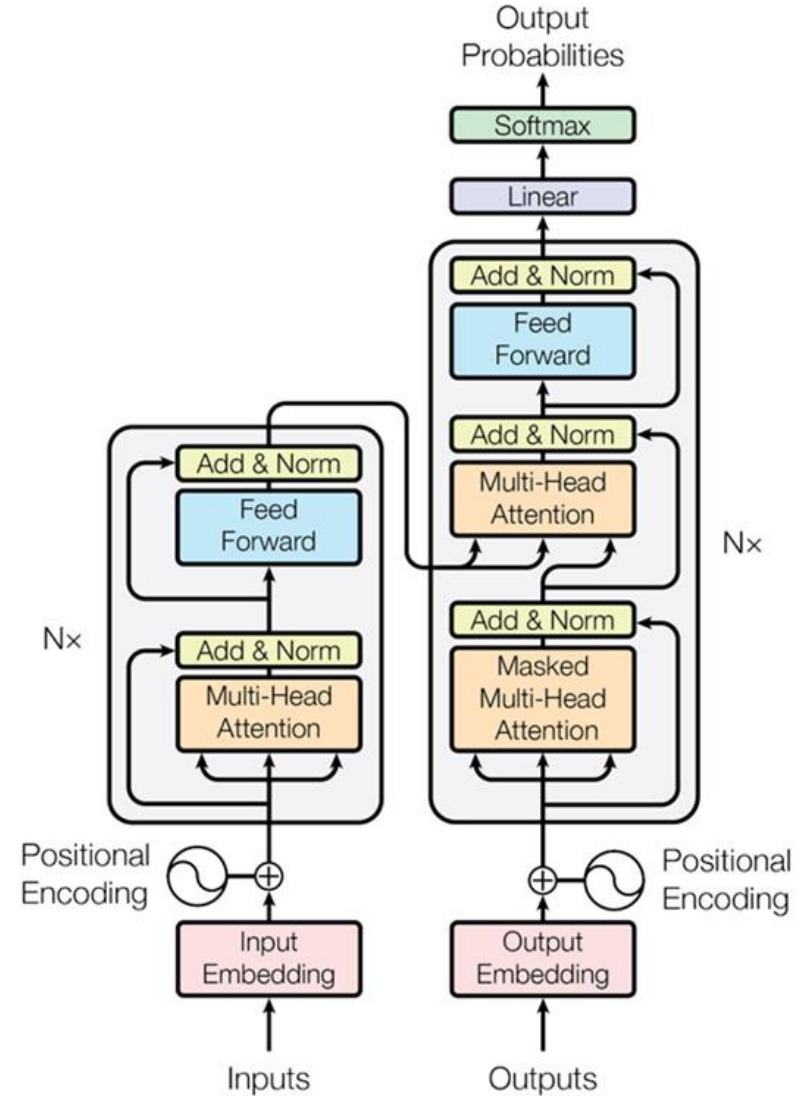 Output
Probabilities
Softmax
Linear
Add & Norm
Feed
Forward
Add & Norm
Multi-Head
Attention
Add & Norm
Masked
Multi-Head
Attention
N×
Add & Norm
Feed
Forward
Add & Norm
Multi-Head
Attention
N×
Positional
Encoding
Positional
Encoding
Input
Embedding
Output
Embedding
Inputs
Outputs